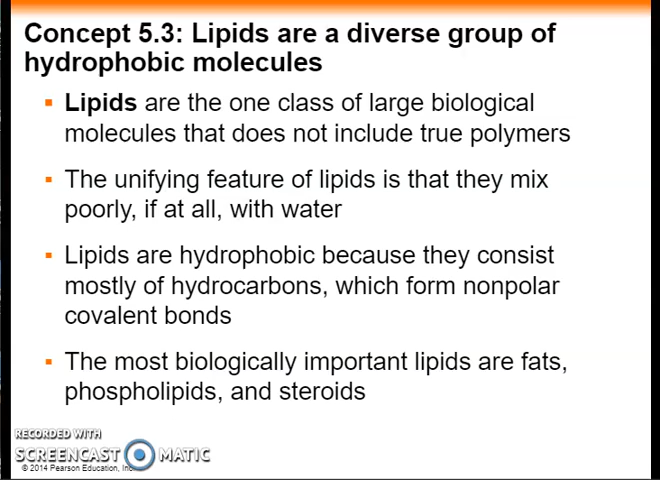 Concept 5.3: Lipids are a diverse group of
hydrophobic molecules
▪ Lipids are the one class of large biological
molecules that does not include true polymers
▪ The unifying feature of lipids is that they mix
poorly, if at all, with water
▪ Lipids are hydrophobic because they consist
mostly of hydrocarbons, which form nonpolar
covalent bonds
▪ The most biologically important lipids are fats,
phospholipids, and steroids
RECORDED WITH
SCREENCAST MATIC
© 2014 Pearson Education, Inc.